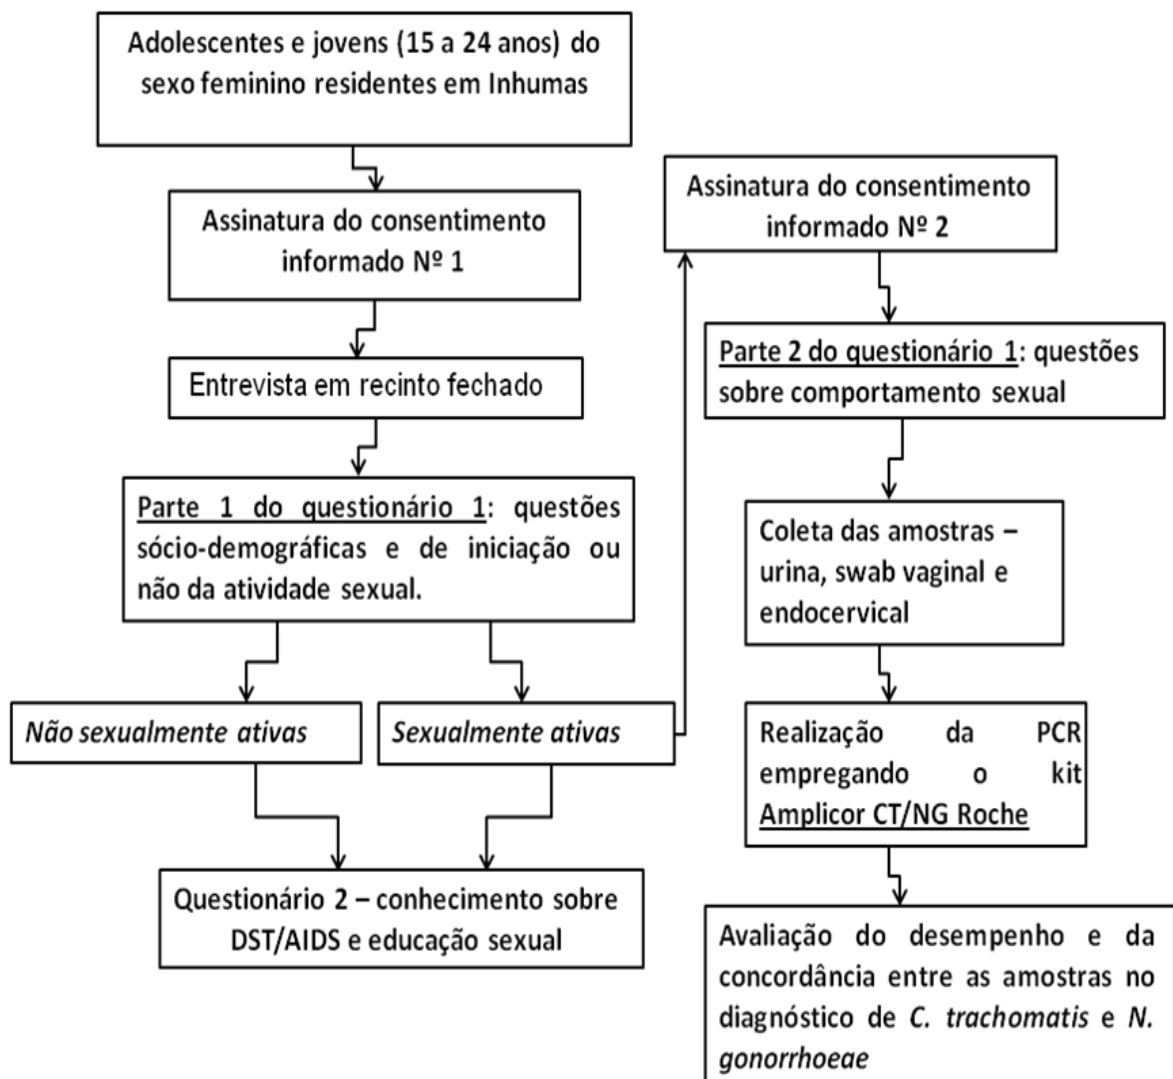 Adolescentes e jovens (15 a 24 anos) do
sexo feminino residentes em Inhumas
Assinatura do consentimento
informado Nº 1
Entrevista em recinto fechado
Parte 1 do questionário 1: questões
sócio-demográficas e de iniciação ou
não da atividade sexual.
Não sexualmente ativas
Sexualmente ativas
Questionário 2 – conhecimento sobre
DST/AIDS e educação sexual
Assinatura do consentimento
informado Nº 2
Parte 2 do questionário 1: questões
sobre comportamento sexual
Coleta das amostras –
urina, swab vaginal e
endocervical
Realização da PCR
empregando o kit
Amplicor CT/NG Roche
Avaliação do desempenho e da
concordância entre as amostras no
diagnóstico de C. trachomatis e N.
gonorrhoeae